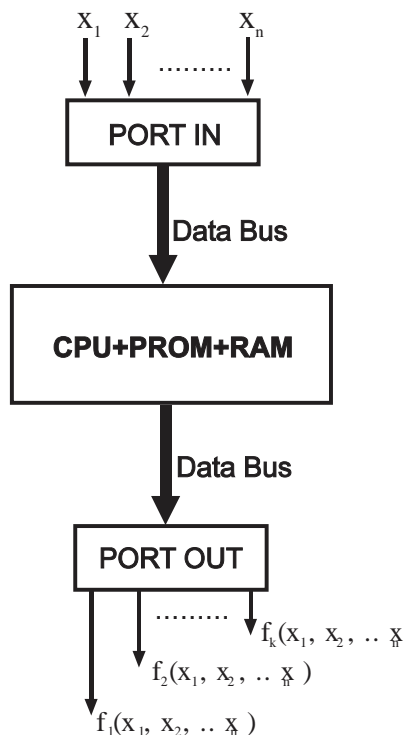 X₁ X₂ ......... Xₙ
PORT IN
Data Bus
CPU+PROM+RAM
Data Bus
PORT OUT
.........
fₖ(x₁, x₂, .. xₙ
f₂(x₁, x₂, .. xₙ)
f₁(x₁, x₂, .. xₙ)